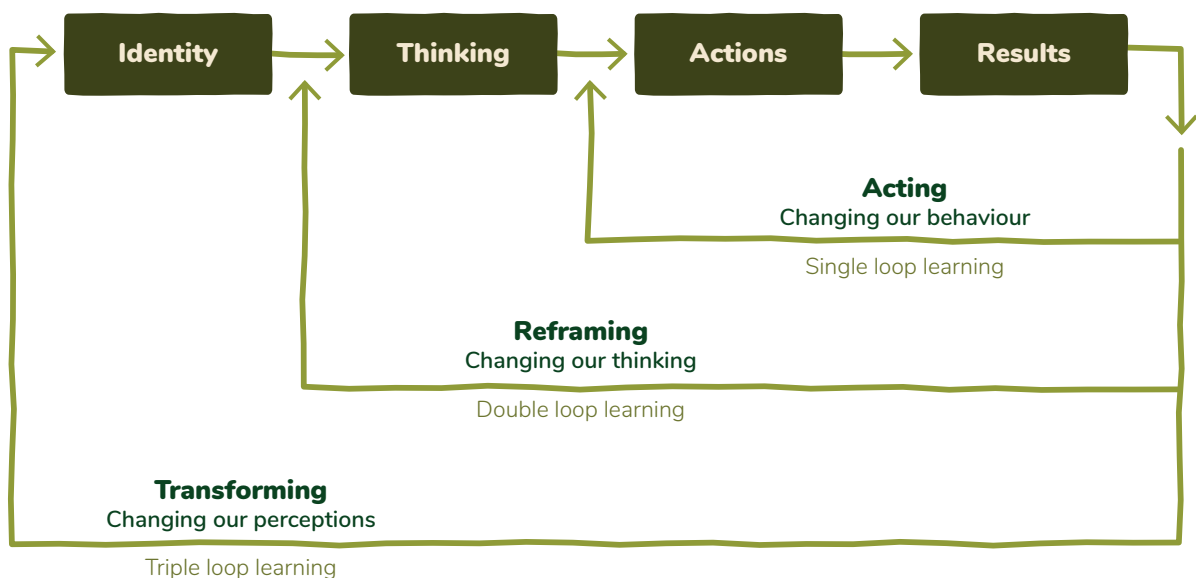 Identity
Thinking
Actions
Results
Acting
Changing our behaviour
Single loop learning
Reframing
Changing our thinking
Double loop learning
Transforming
Changing our perceptions
Triple loop learning